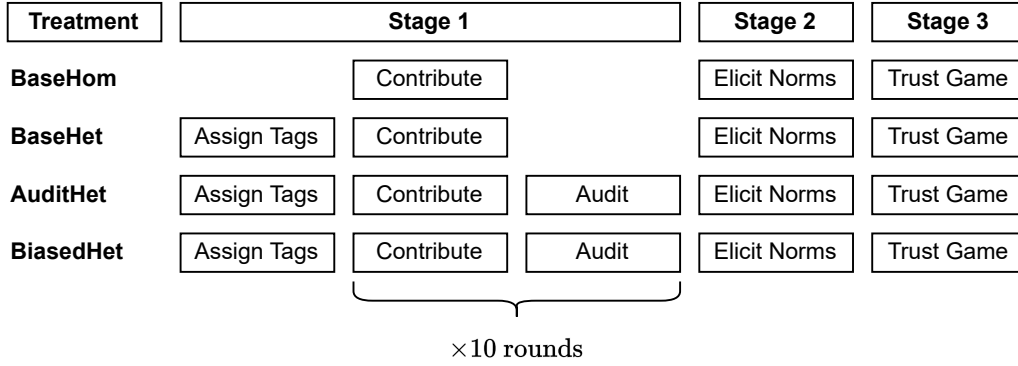 Treatment Stage 1 Stage 2 Stage 3
BaseHom Contribute Elicit Norms Trust Game
BaseHet Assign Tags Contribute Elicit Norms Trust Game
AuditHet Assign Tags Contribute Audit Elicit Norms Trust Game
BiasedHet Assign Tags Contribute Audit Elicit Norms Trust Game
×10 rounds